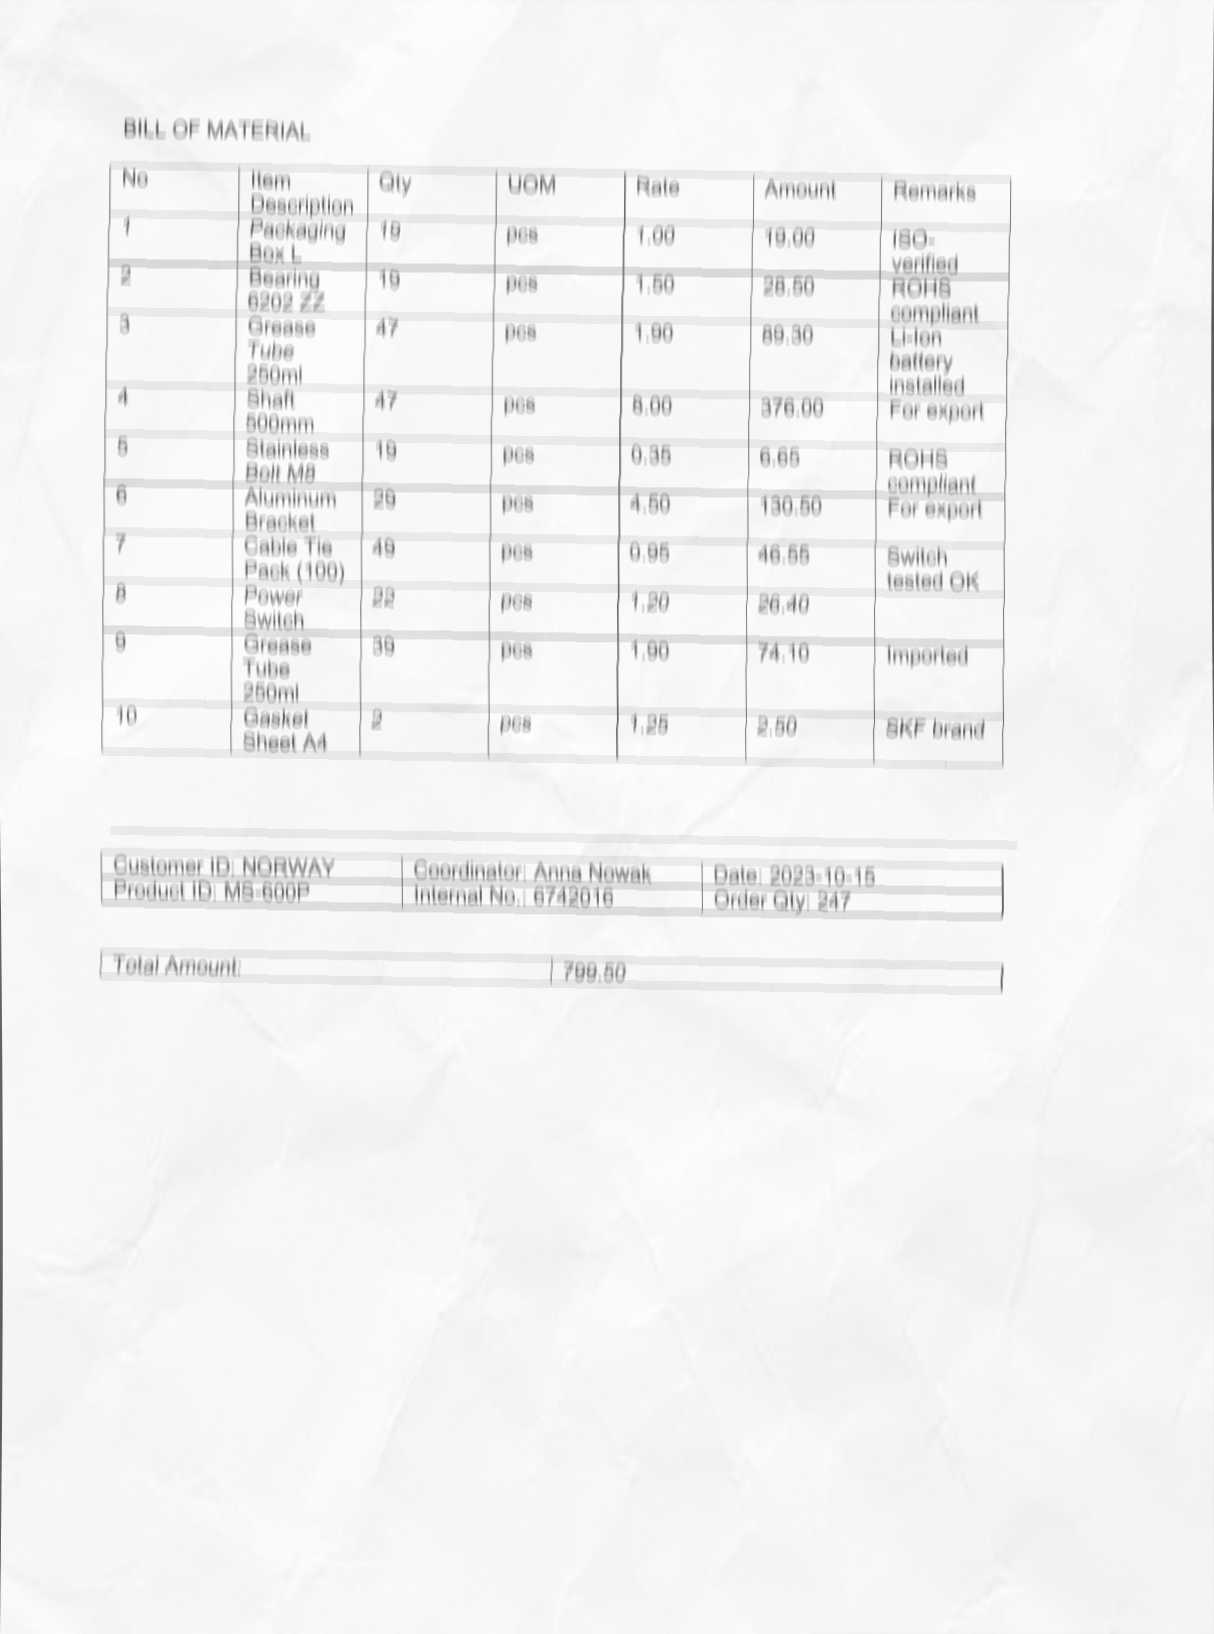 BILL OF MATERIAL
No Item Qty UOM Rate Amount Remarks
Description
1 Packaging 19 pcs 1.00 19.00 ISO-
Box L verified
2 Bearing 19 pcs 1.50 28.50 ROHS
6202 ZZ compliant
3 Grease 47 pcs 1.90 89.30 Li-Ion
Tube battery
250ml installed
4 Shaft 47 pcs 8.00 376.00 For export
500mm
5 Stainless 19 pcs 0.35 6.65 ROHS
Bolt M8 compliant
6 Aluminum 29 pcs 4.50 130.50 For export
Bracket
7 Cable Tie 49 pcs 0.95 46.55 Switch
Pack (100) tested OK
8 Power 22 pcs 1.20 26.40
Switch
9 Grease 39 pcs 1.90 74.10 Imported
Tube
250ml
10 Gasket 2 pcs 1.25 2.50 SKF brand
Sheet A4
Customer ID: NORWAY Coordinator: Anna Nowak Date: 2023-10-15
Product ID: MS-600P Internal No.: 6742016 Order Qty: 247
Total Amount: 799.50